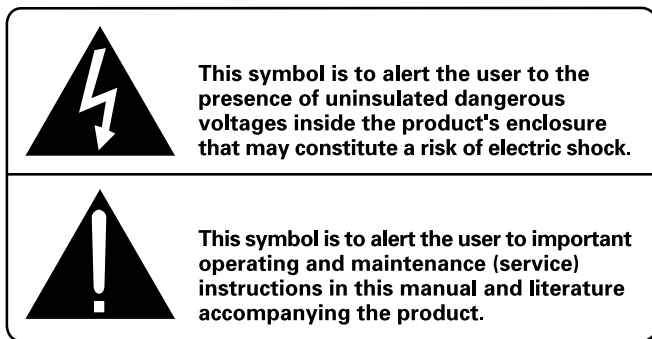 This symbol is to alert the user to the
presence of uninsulated dangerous
voltages inside the product's enclosure
that may constitute a risk of electric shock.
This symbol is to alert the user to important
operating and maintenance (service)
instructions in this manual and literature
accompanying the product.